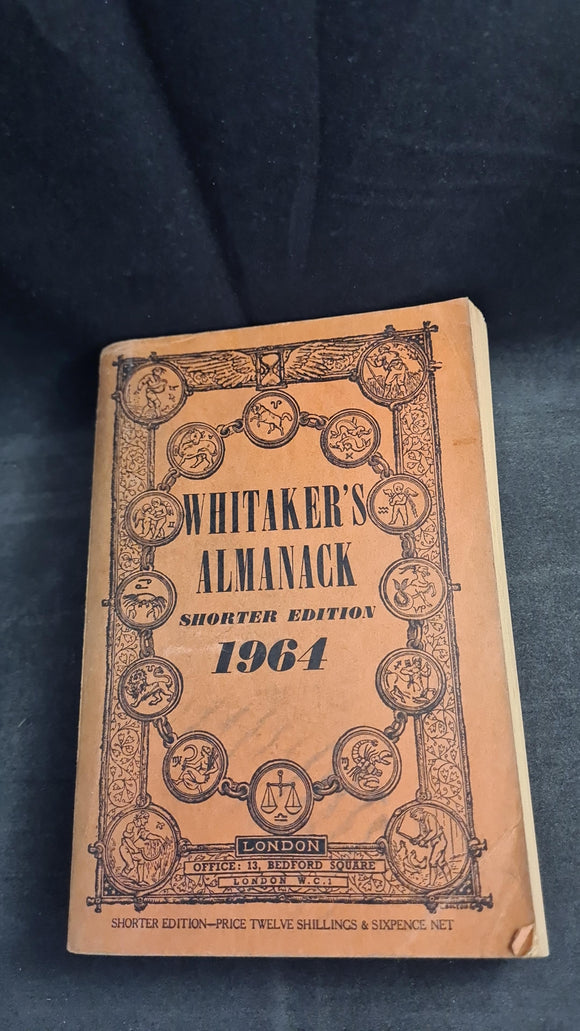 WHITAKER'S
ALMANACK
SHORTER EDITION
1964
LONDON
OFFICE: 13, BEDFORD SQUARE
LONDON W.C.1
SHORTER EDITION—PRICE TWELVE SHILLINGS & SIXPENCE NET